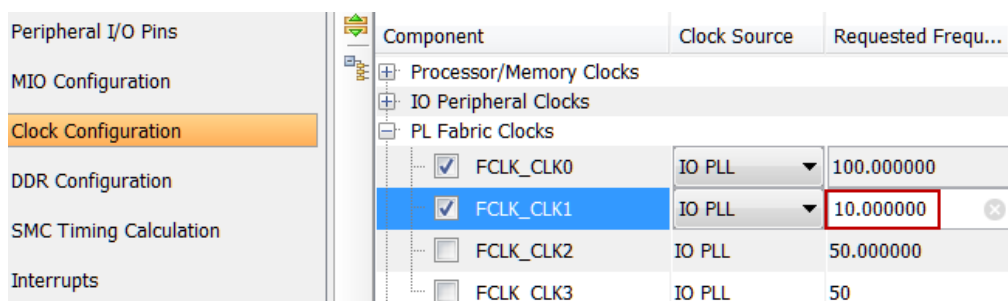 Peripheral I/O Pins
MIO Configuration
Clock Configuration
DDR Configuration
SMC Timing Calculation
Interrupts
Component Clock Source Requested Frequ...
Processor/Memory Clocks
IO Peripheral Clocks
PL Fabric Clocks
FCLK_CLK0 IO PLL 100.000000
FCLK_CLK1 IO PLL 10.000000
FCLK_CLK2 IO PLL 50.000000
FCLK_CLK3 IO PLL 50